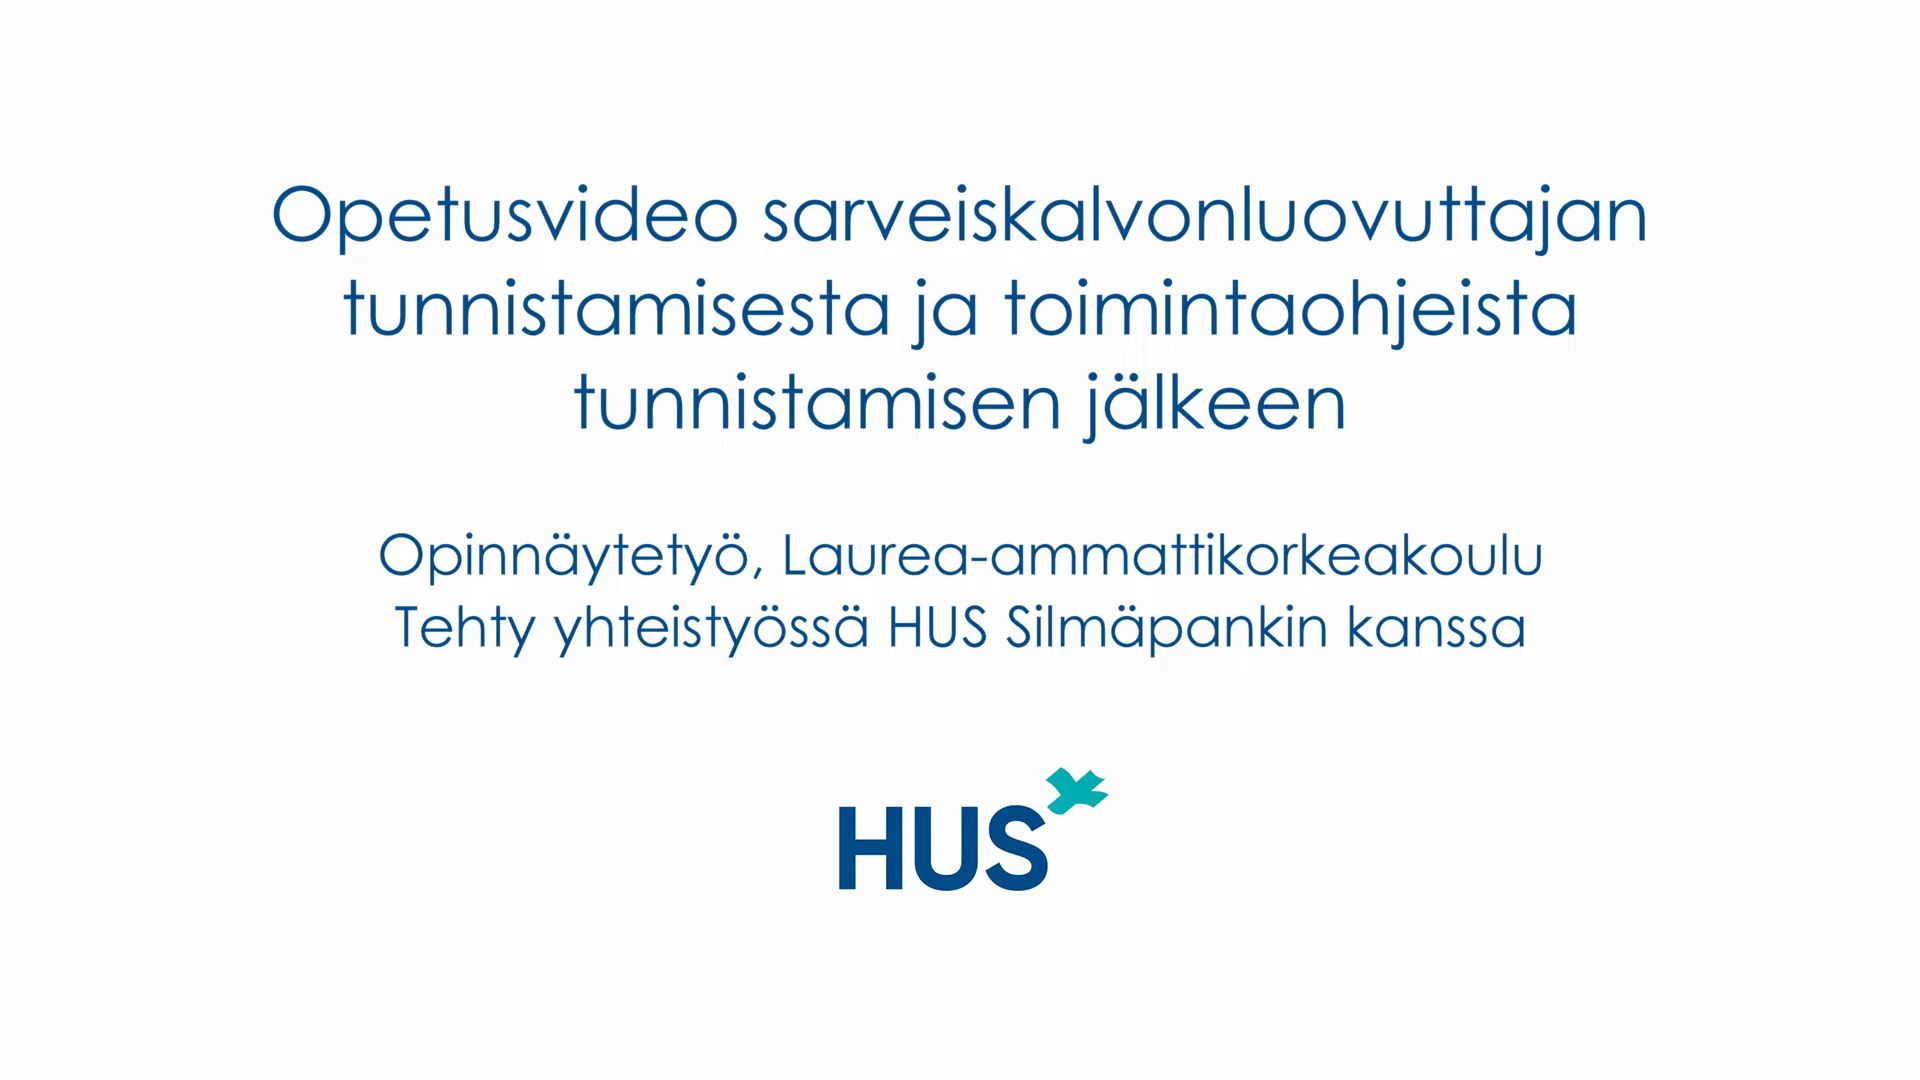 Opetusvideo sarveiskalvonluovuttajan
tunnistamisesta ja toimintaohjeista
tunnistamisen jälkeen
Opinnäytetyö, Laurea-ammattikorkeakoulu
Tehty yhteistyössä HUS Silmäpankin kanssa
HUS